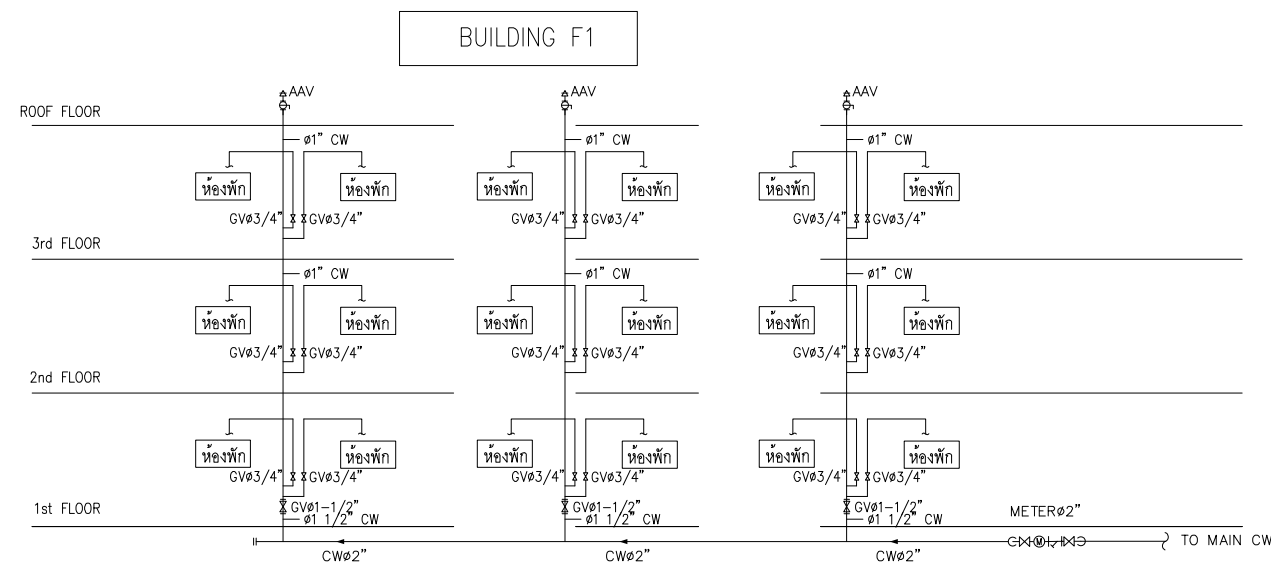 BUILDING F1
AAV AAV AAV
ROOF FLOOR
ø1" CW ø1" CW ø1" CW
ห้องพัก ห้องพัก ห้องพัก ห้องพัก ห้องพัก ห้องพัก
GVø3/4" GVø3/4" GVø3/4" GVø3/4" GVø3/4" GVø3/4"
3rd FLOOR
ø1" CW ø1" CW ø1" CW
ห้องพัก ห้องพัก ห้องพัก ห้องพัก ห้องพัก ห้องพัก
GVø3/4" GVø3/4" GVø3/4" GVø3/4" GVø3/4" GVø3/4"
2nd FLOOR
ห้องพัก ห้องพัก ห้องพัก ห้องพัก ห้องพัก ห้องพัก
GVø3/4" GVø3/4" GVø3/4" GVø3/4" GVø3/4" GVø3/4"
1st FLOOR GVø1-1/2" GVø1-1/2" GVø1-1/2" METERø2"
ø1 1/2" CW ø1 1/2" CW ø1 1/2" CW
M
TO MAIN CW
CWø2" CWø2" CWø2"